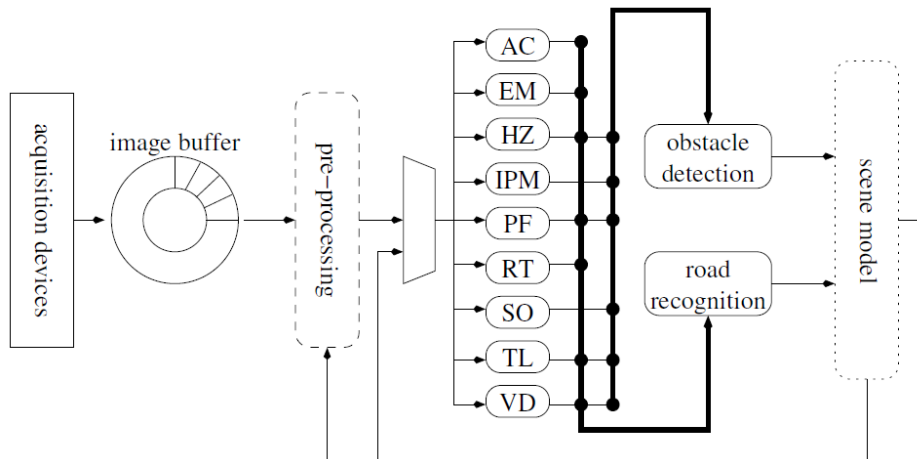 acquisition devices
image buffer
pre-processing
AC
EM
HZ
IPM
PF
RT
SO
TL
VD
obstacle
detection
road
recognition
scene model